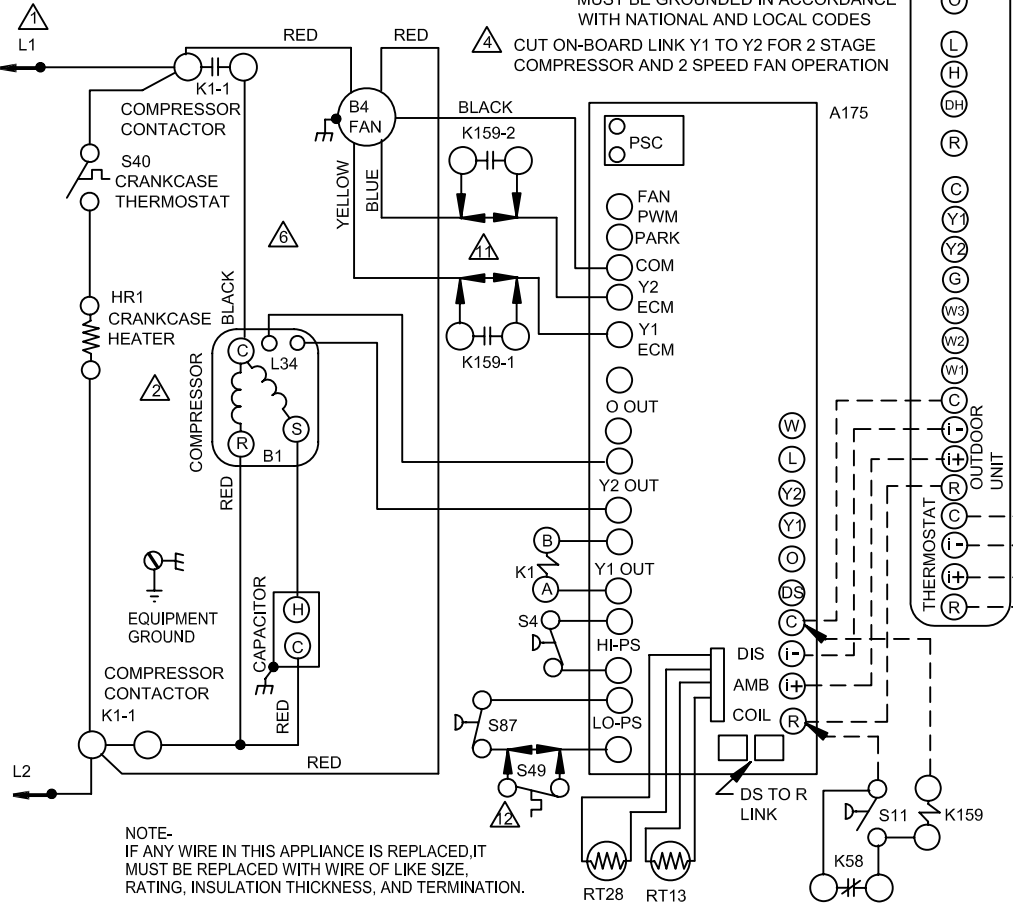 MUST BE GROUNDED IN ACCORDANCE
WITH NATIONAL AND LOCAL CODES
4 CUT ON-BOARD LINK Y1 TO Y2 FOR 2 STAGE
COMPRESSOR AND 2 SPEED FAN OPERATION
1
L1
RED
RED
K1-1
COMPRESSOR
CONTACTOR
B4
FAN
BLACK
K159-2
A175
PSC
S40
CRANKCASE
THERMOSTAT
YELLOW
BLUE
FAN
PWM
PARK
COM
Y2
ECM
Y1
ECM
6
11
K159-1
HR1
CRANKCASE
HEATER
BLACK
2
COMPRESSOR
C
L34
S
R
B1
RED
O OUT
Y2 OUT
B
K1
A
Y1 OUT
S4
HI-PS
S87
LO-PS
S49
12
EQUIPMENT
GROUND
CAPACITOR
H
C
RED
COMPRESSOR
CONTACTOR
K1-1
RED
L2
W
L
Y2
Y1
O
DS
C
DIS
i-
AMB
i+
COIL
R
DS TO R
LINK
RT28
RT13
S11
K159
K58
O
L
H
DH
R
C
Y1
Y2
G
W3
W2
W1
C
i-
i+
R
OUTDOOR
UNIT
C
i-
i+
R
THERMOSTAT
NOTE-
IF ANY WIRE IN THIS APPLIANCE IS REPLACED,IT
MUST BE REPLACED WITH WIRE OF LIKE SIZE,
RATING, INSULATION THICKNESS, AND TERMINATION.